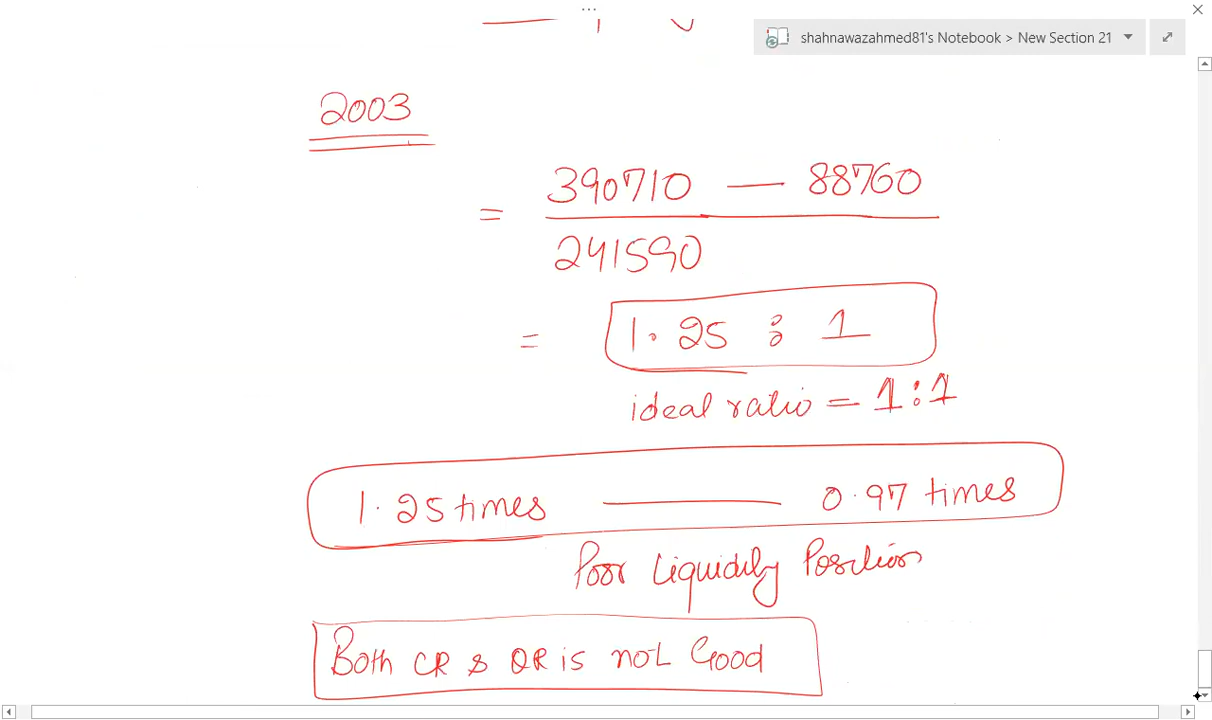 shahnawazahmed81's Notebook > New Section 21
2003
= 390710 — 88760
241590
= 1.25 : 1
ideal ratio = 1:1
1.25 times — 0.97 times
Poor Liquidity Position
Both CR & QR is not Good